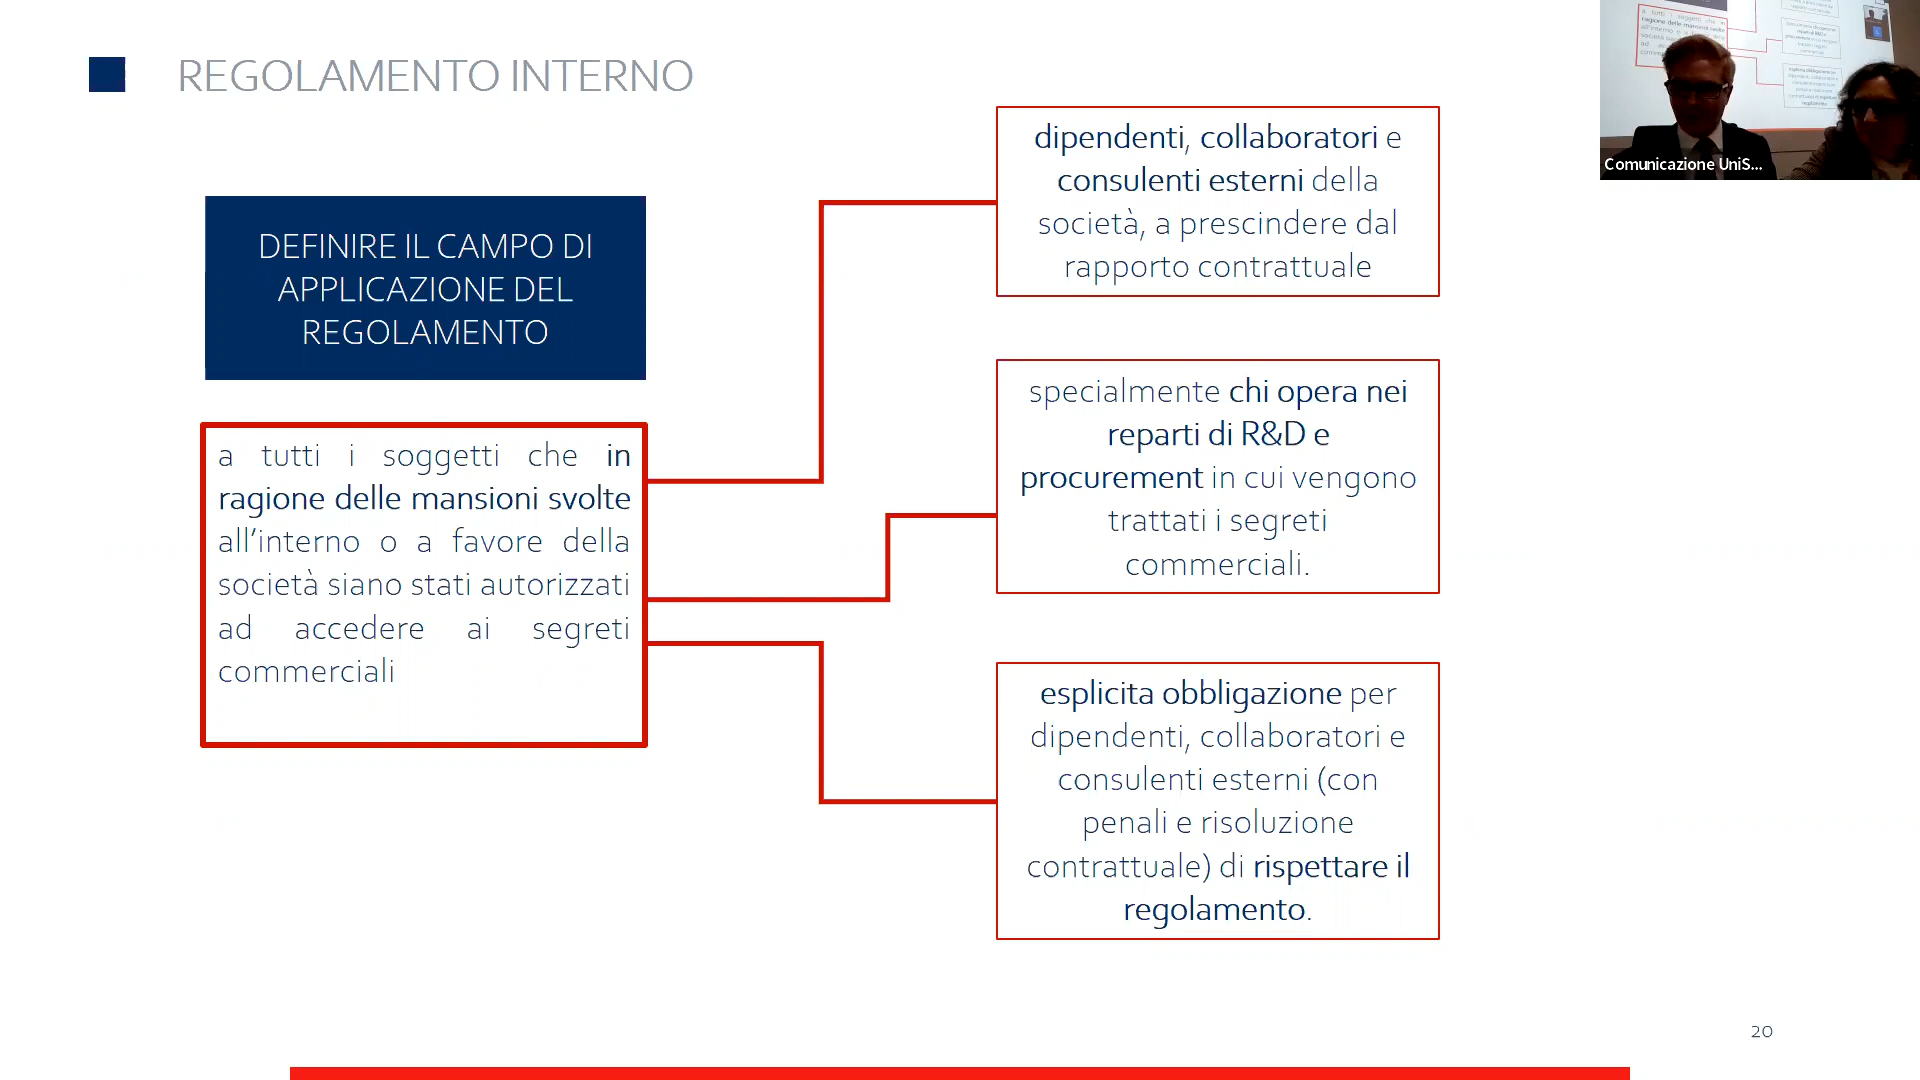 REGOLAMENTO INTERNO
DEFINIRE IL CAMPO DI
APPLICAZIONE DEL
REGOLAMENTO
a tutti i soggetti che in
ragione delle mansioni svolte
all’interno o a favore della
società siano stati autorizzati
ad accedere ai segreti
commerciali
dipendenti, collaboratori e
consulenti esterni della
società, a prescindere dal
rapporto contrattuale
specialmente chi opera nei
reparti di R&D e
procurement in cui vengono
trattati i segreti
commerciali.
esplicita obbligazione per
dipendenti, collaboratori e
consulenti esterni (con
penali e risoluzione
contrattuale) di rispettare il
regolamento.
Comunicazione UniS...
20